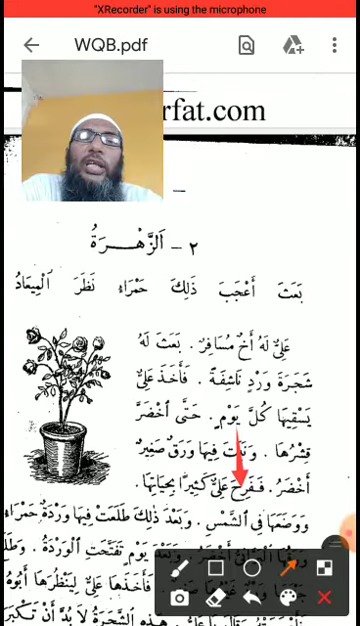 "XRecorder" is using the microphone
WQB.pdf
rfat.com
٢ - اَلزَّهْـــرَةُ
بَعَثَ أَعْجَبَ ذَلِكَ حَمْرَاءُ نَظَرَ الْمِيعَادُ
عَلِيٌّ لَهُ أَخٌ مُسَافِرٌ . بَعَثَ لَهُ
شَجَرَةَ وَرْدٍ نَاشِفَةً . فَأَخَذَ عَلِيٌّ
يَسْقِيهَا كُلَّ يَوْمٍ . حَتَّى اخْضَرَّ
قِشْرُهَا . وَنَبَتَ فِيهَا وَرَقٌ صَغِيرٌ
أَخْضَرُ . فَفَرِحَ عَلِيٌّ كَثِيرًا بِحَيَاتِهَا .
وَوَضَعَهَا فِي الشَّمْسِ . وَبَعْدَ ذَلِكَ طَلَعَتْ فِيهَا وَرْدَةٌ حَمْرَاءُ
يَوْمٍ تَفَتَّحَتِ الْوَرْدَةُ .
فَأَخَذَهَا عَلِيٌّ لِيَنْظُرَهَا أَبُوهُ
هَذِهِ الشَّجَرَةُ لَا بُدَّ أَنْ